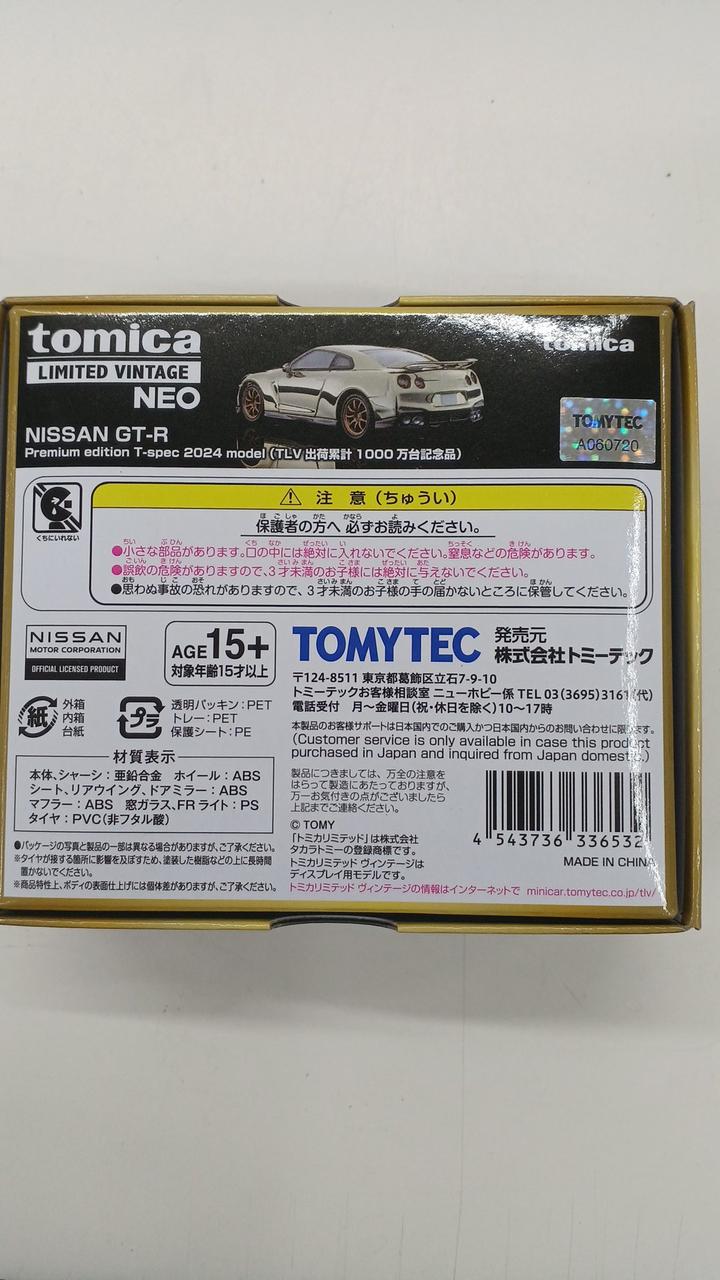 tomica
LIMITED VINTAGE
NEO
tomica
TOMYTEC
A060720
NISSAN GT-R
Premium edition T-spec 2024 model (TLV 出荷累計 1000 万台記念品)
くちにいれない
⚠ 注 意 (ちゅうい)
保護者の方へ 必ずお読みください。
●小さな部品があります。口の中には絶対に入れないでください。窒息などの危険があります。
●誤飲の危険がありますので、3才未満のお子様には絶対に与えないでください。
●思わぬ事故の恐れがありますので、3才未満のお子様の手の届かないところに保管してください。
NISSAN
MOTOR CORPORATION
OFFICIAL LICENSED PRODUCT
AGE 15+
対象年齢15才以上
TOMYTEC 発売元 株式会社トミーテック
〒124-8511 東京都葛飾区立石7-9-10
トミーテックお客様相談室 ニューホビー係 TEL 03(3695)3161(代)
電話受付 月〜金曜日(祝・休日を除く)10〜17時
紙
外箱
内箱
台紙
プラ
透明パッキン:PET
トレー:PET
保護シート:PE
本製品のお客様サポートは日本国内でのご購入かつ日本国内からのお問い合わせに限ります。
(Customer service is only available in case this product
purchased in Japan and inquired from Japan domestic.)
材質表示
本体、シャーシ:亜鉛合金 ホイール:ABS
シート、リアウイング、ドアミラー:ABS
マフラー:ABS 窓ガラス、FRライト:PS
タイヤ:PVC(非フタル酸)
製品につきましては、万全の注意を
はらって製造にあたっておりますが、
万一お気付きの点がございましたら
上記までご連絡ください。
© TOMY
「トミカリミテッド」は株式会社
タカラトミーの登録商標です。
トミカリミテッド ヴィンテージは
ディスプレイ用モデルです。
4 543736 336532
MADE IN CHINA
●パッケージの写真と製品の一部は異なる場合がありますが、ご了承ください。
※タイヤが接する箇所に影響を及ぼすため、塗装した樹脂などの上に長時間
置かないでください。
※商品特性上、ボディの表面仕上げには個体差がありますが、ご了承ください。
トミカリミテッド ヴィンテージの情報はインターネットで minicar.tomytec.co.jp/tlv/